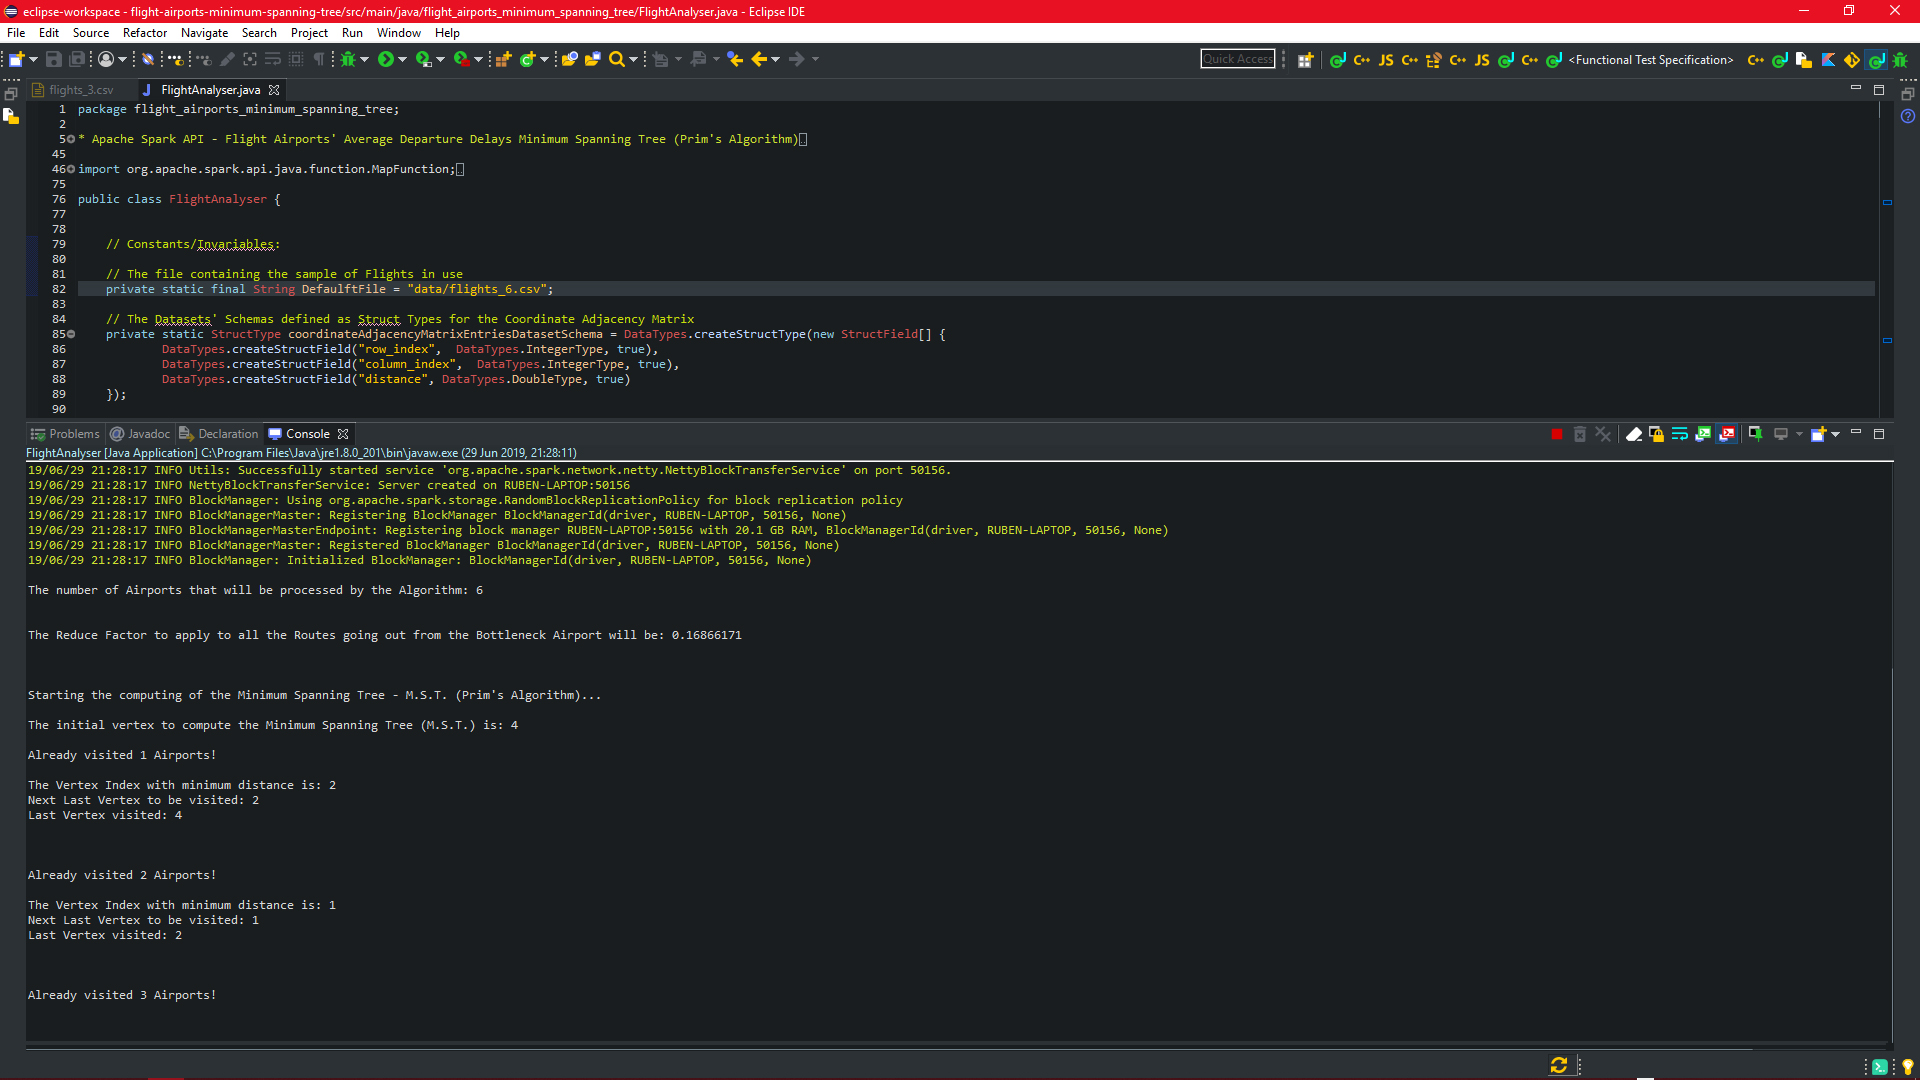 eclipse-workspace - flight-airports-minimum-spanning-tree/src/main/java/flight_airports_minimum_spanning_tree/FlightAnalyser.java - Eclipse IDE
File Edit Source Refactor Navigate Search Project Run Window Help
Quick Access
<Functional Test Specification>
flights_3.csv FlightAnalyser.java
1 package flight_airports_minimum_spanning_tree;
2
5 * Apache Spark API - Flight Airports' Average Departure Delays Minimum Spanning Tree (Prim's Algorithm)
45
46 import org.apache.spark.api.java.function.MapFunction;
75
76 public class FlightAnalyser {
77
78
79 // Constants/Invariables:
80
81 // The file containing the sample of Flights in use
82 private static final String DefaulftFile = "data/flights_6.csv";
83
84 // The Datasets' Schemas defined as Struct Types for the Coordinate Adjacency Matrix
85 private static StructType coordinateAdjacencyMatrixEntriesDatasetSchema = DataTypes.createStructType(new StructField[] {
86 DataTypes.createStructField("row_index", DataTypes.IntegerType, true),
87 DataTypes.createStructField("column_index", DataTypes.IntegerType, true),
88 DataTypes.createStructField("distance", DataTypes.DoubleType, true)
89 });
90
Problems Javadoc Declaration Console
FlightAnalyser [Java Application] C:\Program Files\Java\jre1.8.0_201\bin\javaw.exe (29 Jun 2019, 21:28:11)
19/06/29 21:28:17 INFO Utils: Successfully started service 'org.apache.spark.network.netty.NettyBlockTransferService' on port 50156.
19/06/29 21:28:17 INFO NettyBlockTransferService: Server created on RUBEN-LAPTOP:50156
19/06/29 21:28:17 INFO BlockManager: Using org.apache.spark.storage.RandomBlockReplicationPolicy for block replication policy
19/06/29 21:28:17 INFO BlockManagerMaster: Registering BlockManager BlockManagerId(driver, RUBEN-LAPTOP, 50156, None)
19/06/29 21:28:17 INFO BlockManagerMasterEndpoint: Registering block manager RUBEN-LAPTOP:50156 with 20.1 GB RAM, BlockManagerId(driver, RUBEN-LAPTOP, 50156, None)
19/06/29 21:28:17 INFO BlockManagerMaster: Registered BlockManager BlockManagerId(driver, RUBEN-LAPTOP, 50156, None)
19/06/29 21:28:17 INFO BlockManager: Initialized BlockManager: BlockManagerId(driver, RUBEN-LAPTOP, 50156, None)
The number of Airports that will be processed by the Algorithm: 6
The Reduce Factor to apply to all the Routes going out from the Bottleneck Airport will be: 0.16866171
Starting the computing of the Minimum Spanning Tree - M.S.T. (Prim's Algorithm)...
The initial vertex to compute the Minimum Spanning Tree (M.S.T.) is: 4
Already visited 1 Airports!
The Vertex Index with minimum distance is: 2
Next Last Vertex to be visited: 2
Last Vertex visited: 4
Already visited 2 Airports!
The Vertex Index with minimum distance is: 1
Next Last Vertex to be visited: 1
Last Vertex visited: 2
Already visited 3 Airports!